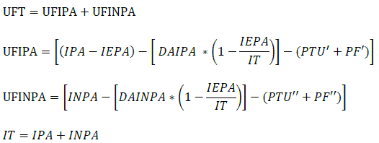 UFT = UFIPA + UFINPA
UFIPA = [(IPA − IEPA) − [DAIPA ∗ (1 − IEPA/IT)] − (PTU′ + PF′)]
UFINPA = [INPA − [DAINPA ∗ (1 − IEPA/IT)] − (PTU′′ + PF′′)]
IT = IPA + INPA